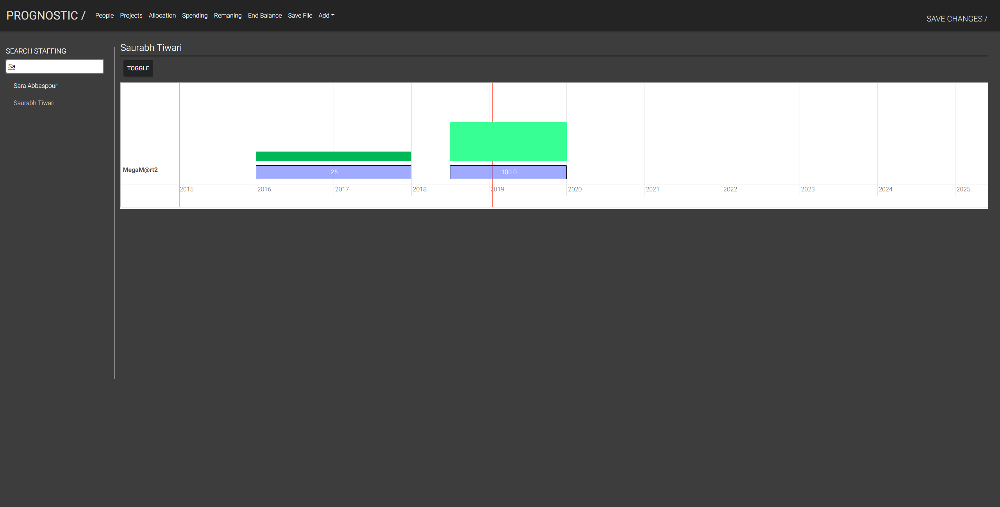 PROGNOSTIC / People Projects Allocation Spending Remaning End Balance Save File Add
SAVE CHANGES /
SEARCH STAFFING
Sa
Sara Abbaspour
Saurabh Tiwari
Saurabh Tiwari
TOGGLE
MegaM@rt2 25 100.0
2015 2016 2017 2018 2019 2020 2021 2022 2023 2024 2025